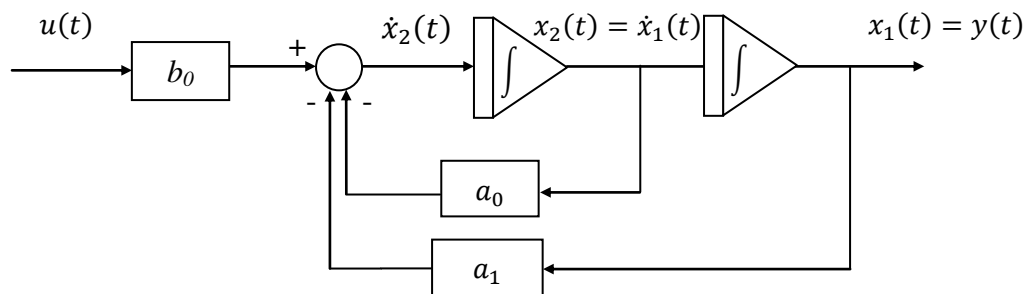 u(t)
ẋ₂(t)
x₂(t) = ẋ₁(t)
x₁(t) = y(t)
b₀
+
-
-
∫
∫
a₀
a₁